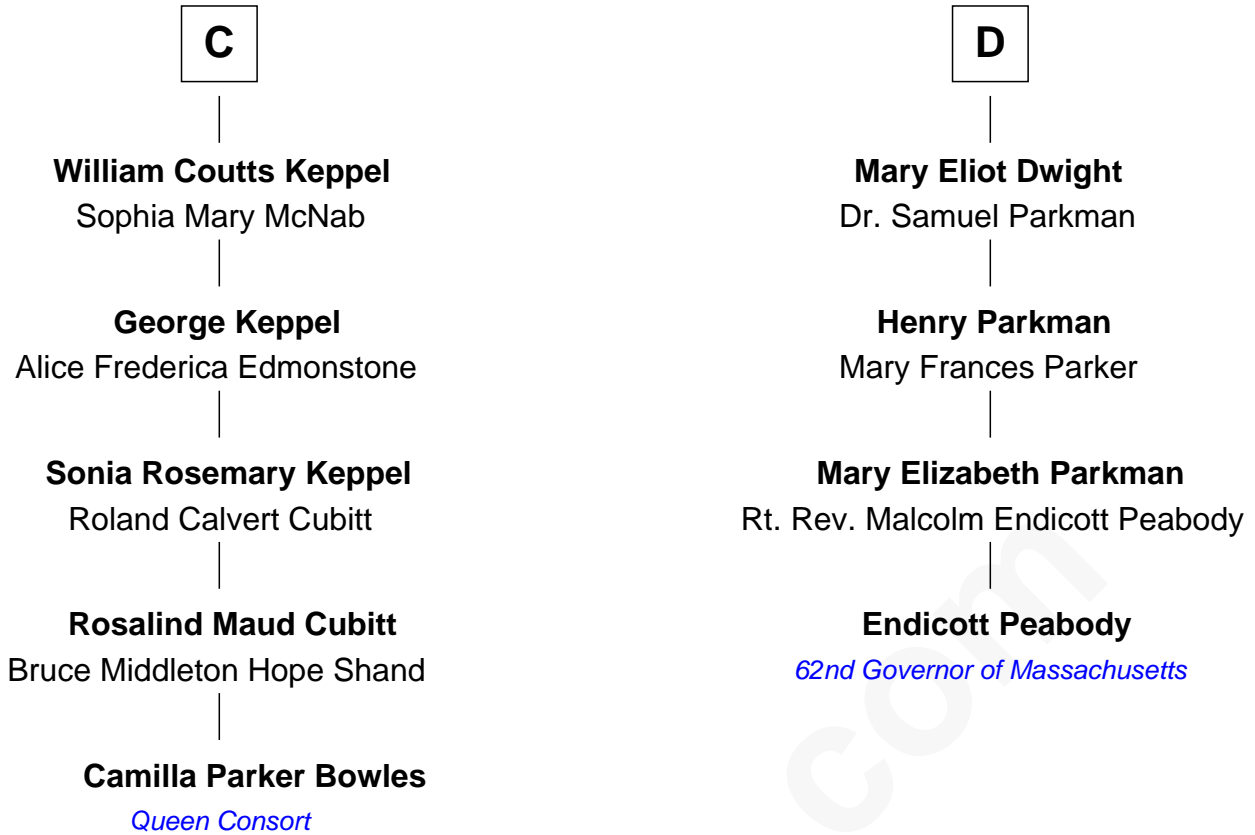 C
William Coutts Keppel
Sophia Mary McNab
George Keppel
Alice Frederica Edmonstone
Sonia Rosemary Keppel
Roland Calvert Cubitt
Rosalind Maud Cubitt
Bruce Middleton Hope Shand
Camilla Parker Bowles
Queen Consort
D
Mary Eliot Dwight
Dr. Samuel Parkman
Henry Parkman
Mary Frances Parker
Mary Elizabeth Parkman
Rt. Rev. Malcolm Endicott Peabody
Endicott Peabody
62nd Governor of Massachusetts
com